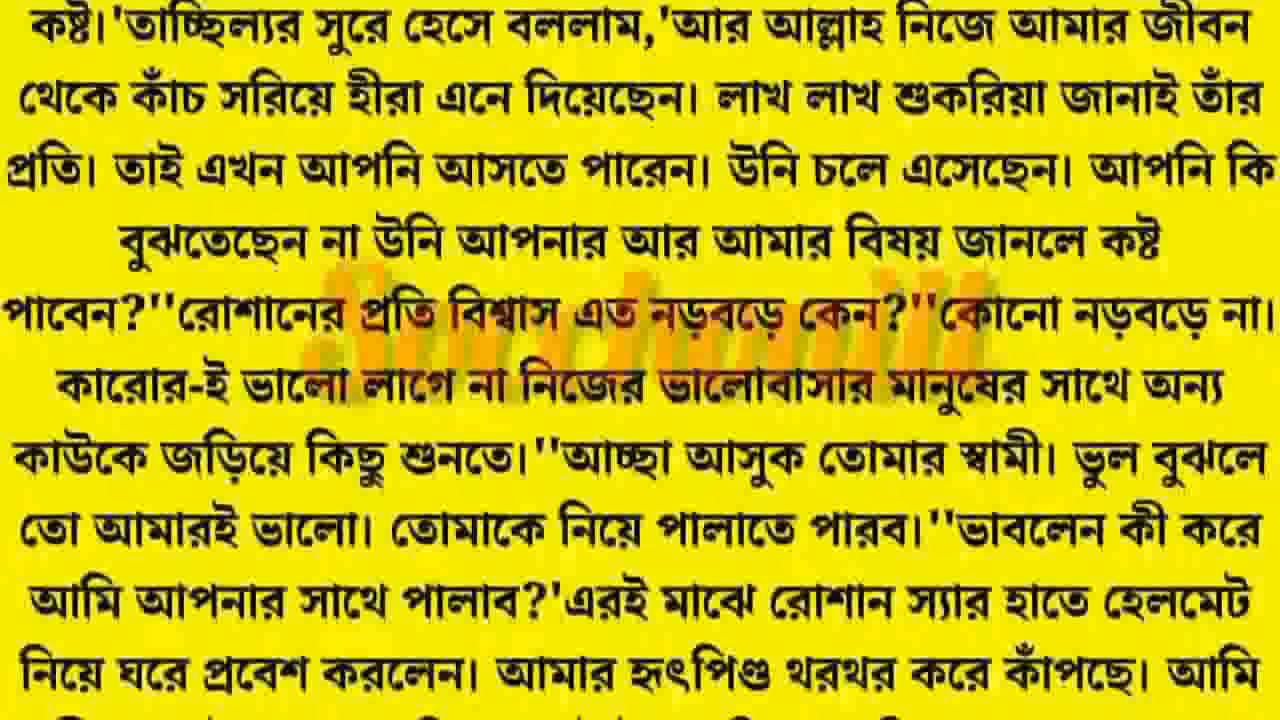 কষ্ট।'তাচ্ছিল্যর সুরে হেসে বললাম,'আর আল্লাহ নিজে আমার জীবন
থেকে কাঁচ সরিয়ে হীরা এনে দিয়েছেন। লাখ লাখ শুকরিয়া জানাই তাঁর
প্রতি। তাই এখন আপনি আসতে পারেন। উনি চলে এসেছেন। আপনি কি
বুঝতেছেন না উনি আপনার আর আমার বিষয় জানলে কষ্ট
পাবেন?''রোশানের প্রতি বিশ্বাস এত নড়বড়ে কেন?''কোনো নড়বড়ে না।
কারোর-ই ভালো লাগে না নিজের ভালোবাসার মানুষের সাথে অন্য
কাউকে জড়িয়ে কিছু শুনতে।''আচ্ছা আসুক তোমার স্বামী। ভুল বুঝলে
তো আমারই ভালো। তোমাকে নিয়ে পালাতে পারব।''ভাবলেন কী করে
আমি আপনার সাথে পালাব?'এরই মাঝে রোশান স্যার হাতে হেলমেট
নিয়ে ঘরে প্রবেশ করলেন। আমার হৃৎপিণ্ড থরথর করে কাঁপছে। আমি